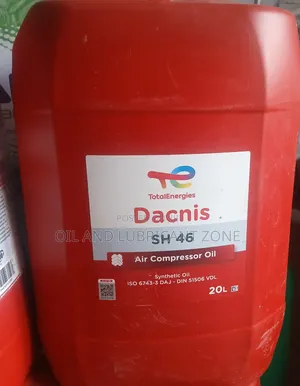 TotalEnergies
Dacnis
OIL AND LUBRICANT ZONE
SH 46
Air Compressor Oil
Synthetic Oil
ISO 6743-3 DAJ - DIN 51506 VDL
20L